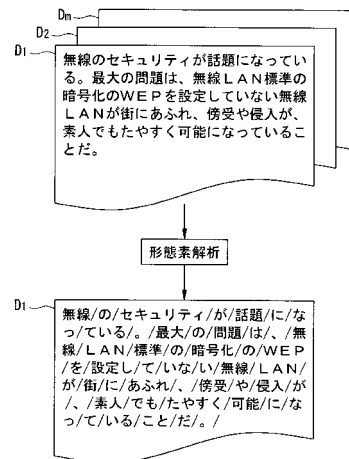 Dm
D2
D1
無線のセキュリティが話題になってい
る。最大の問題は、無線ＬＡＮ標準の
暗号化のＷＥＰを設定していない無線
ＬＡＮが街にあふれ、傍受や侵入が、
素人でもたやすく可能になっているこ
とだ。
形態素解析
D1
無線/の/セキュリティ/が/話題/に/な
っ/ている/。/最大/の/問題/は/、/無
線/ＬＡＮ/標準/の/暗号化/の/ＷＥＰ
/を/設定し/て/いな/い/無線/ＬＡＮ/
が/街/に/あふれ/、/傍受/や/侵入/が
/、/素人/でも/たやすく/可能/に/な
っ/て/いる/こと/だ/。/